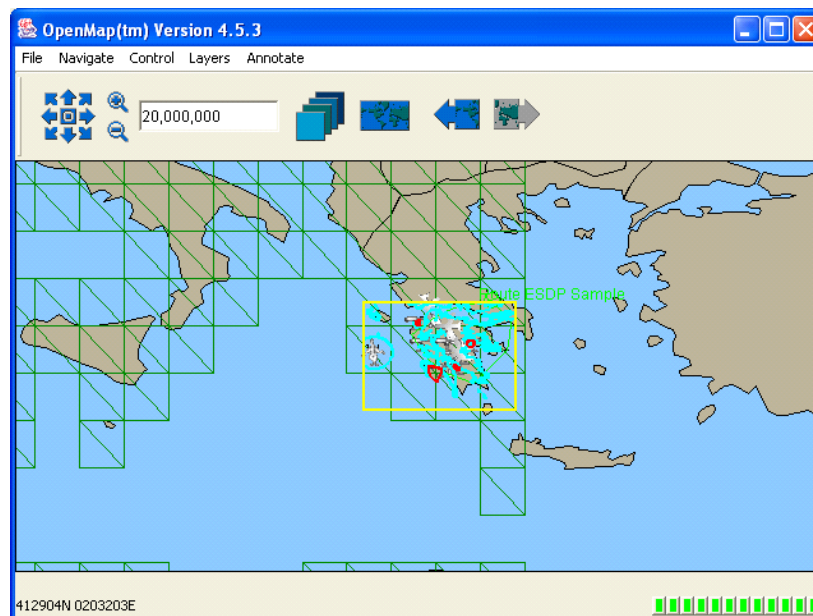 OpenMap(tm) Version 4.5.3
File Navigate Control Layers Annotate
20,000,000
Route ESDP Sample
412904N 0203203E